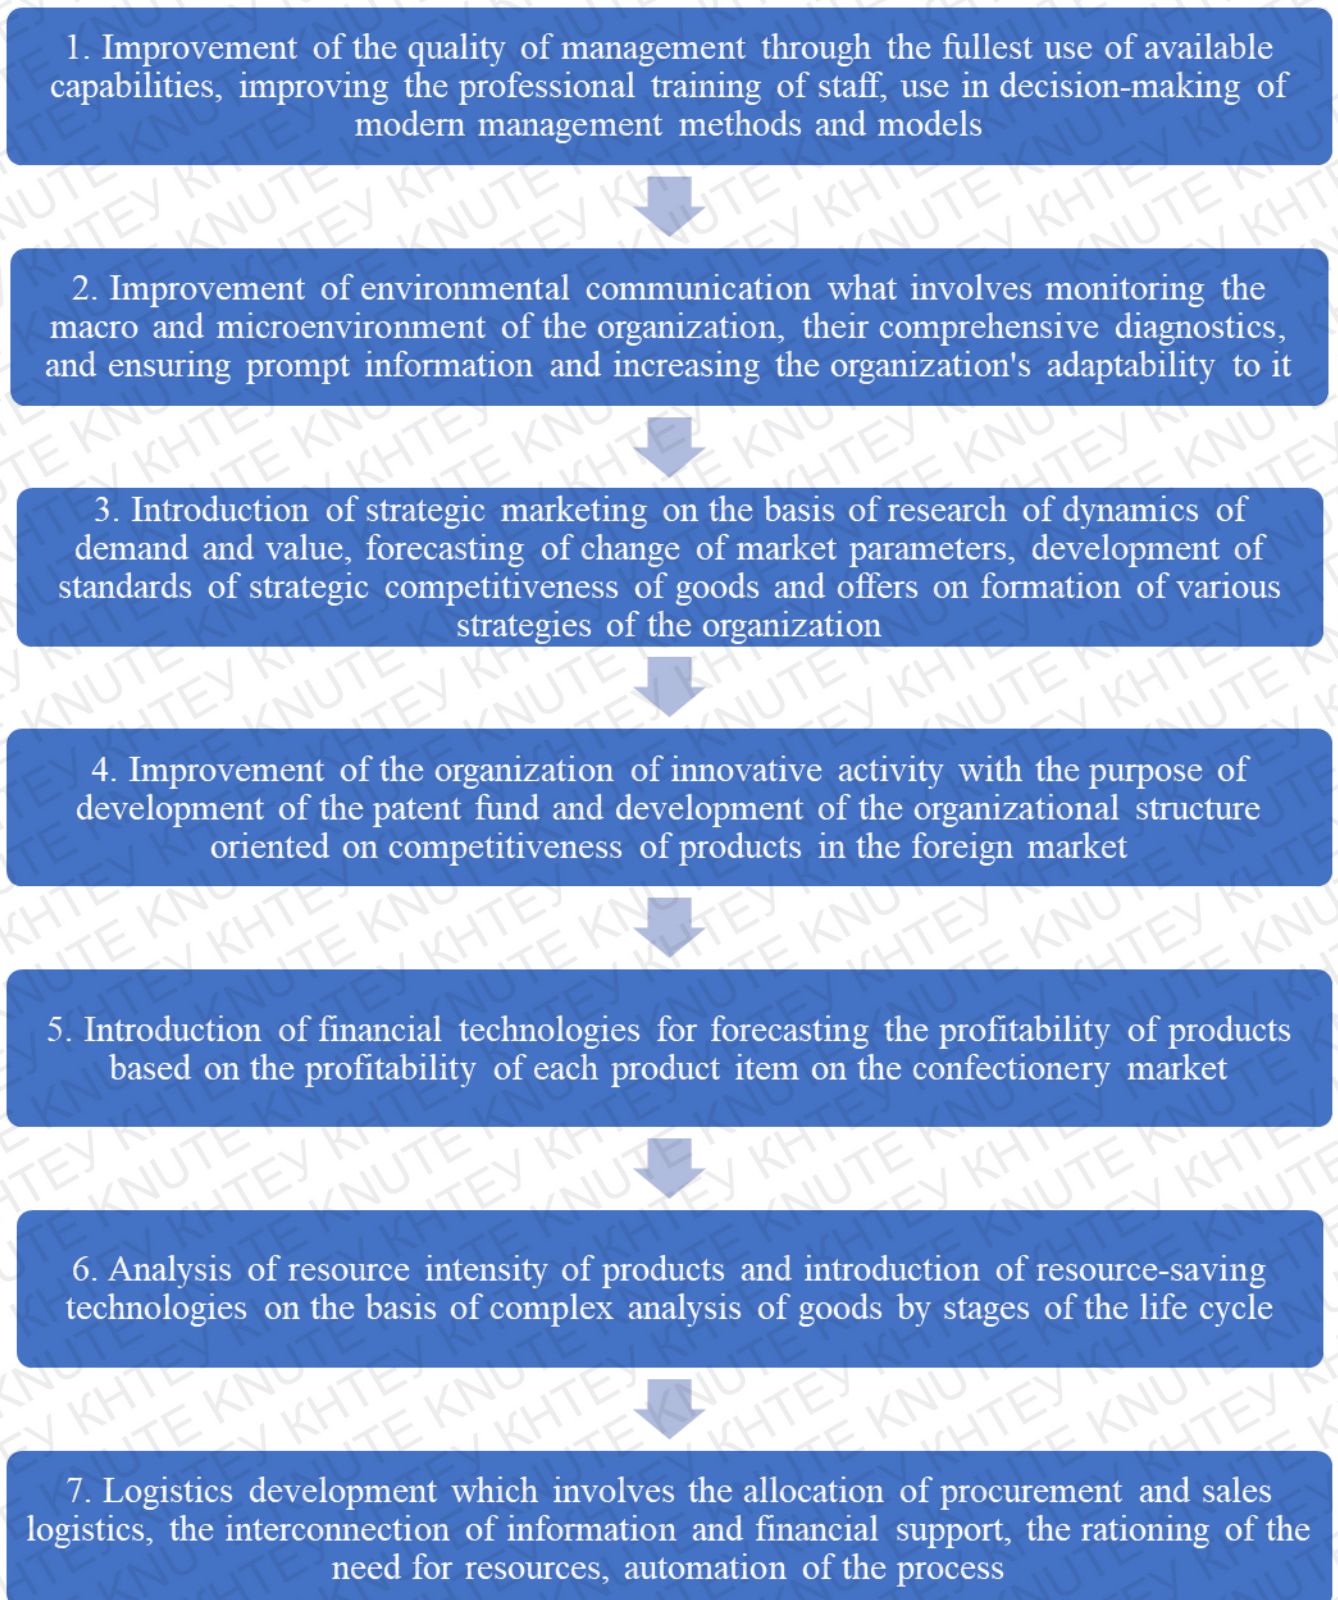 1. Improvement of the quality of management through the fullest use of available
capabilities, improving the professional training of staff, use in decision-making of
modern management methods and models
2. Improvement of environmental communication what involves monitoring the
macro and microenvironment of the organization, their comprehensive diagnostics,
and ensuring prompt information and increasing the organization's adaptability to it
3. Introduction of strategic marketing on the basis of research of dynamics of
demand and value, forecasting of change of market parameters, development of
standards of strategic competitiveness of goods and offers on formation of various
strategies of the organization
4. Improvement of the organization of innovative activity with the purpose of
development of the patent fund and development of the organizational structure
oriented on competitiveness of products in the foreign market
5. Introduction of financial technologies for forecasting the profitability of products
based on the profitability of each product item on the confectionery market
6. Analysis of resource intensity of products and introduction of resource-saving
technologies on the basis of complex analysis of goods by stages of the life cycle
7. Logistics development which involves the allocation of procurement and sales
logistics, the interconnection of information and financial support, the rationing of the
need for resources, automation of the process